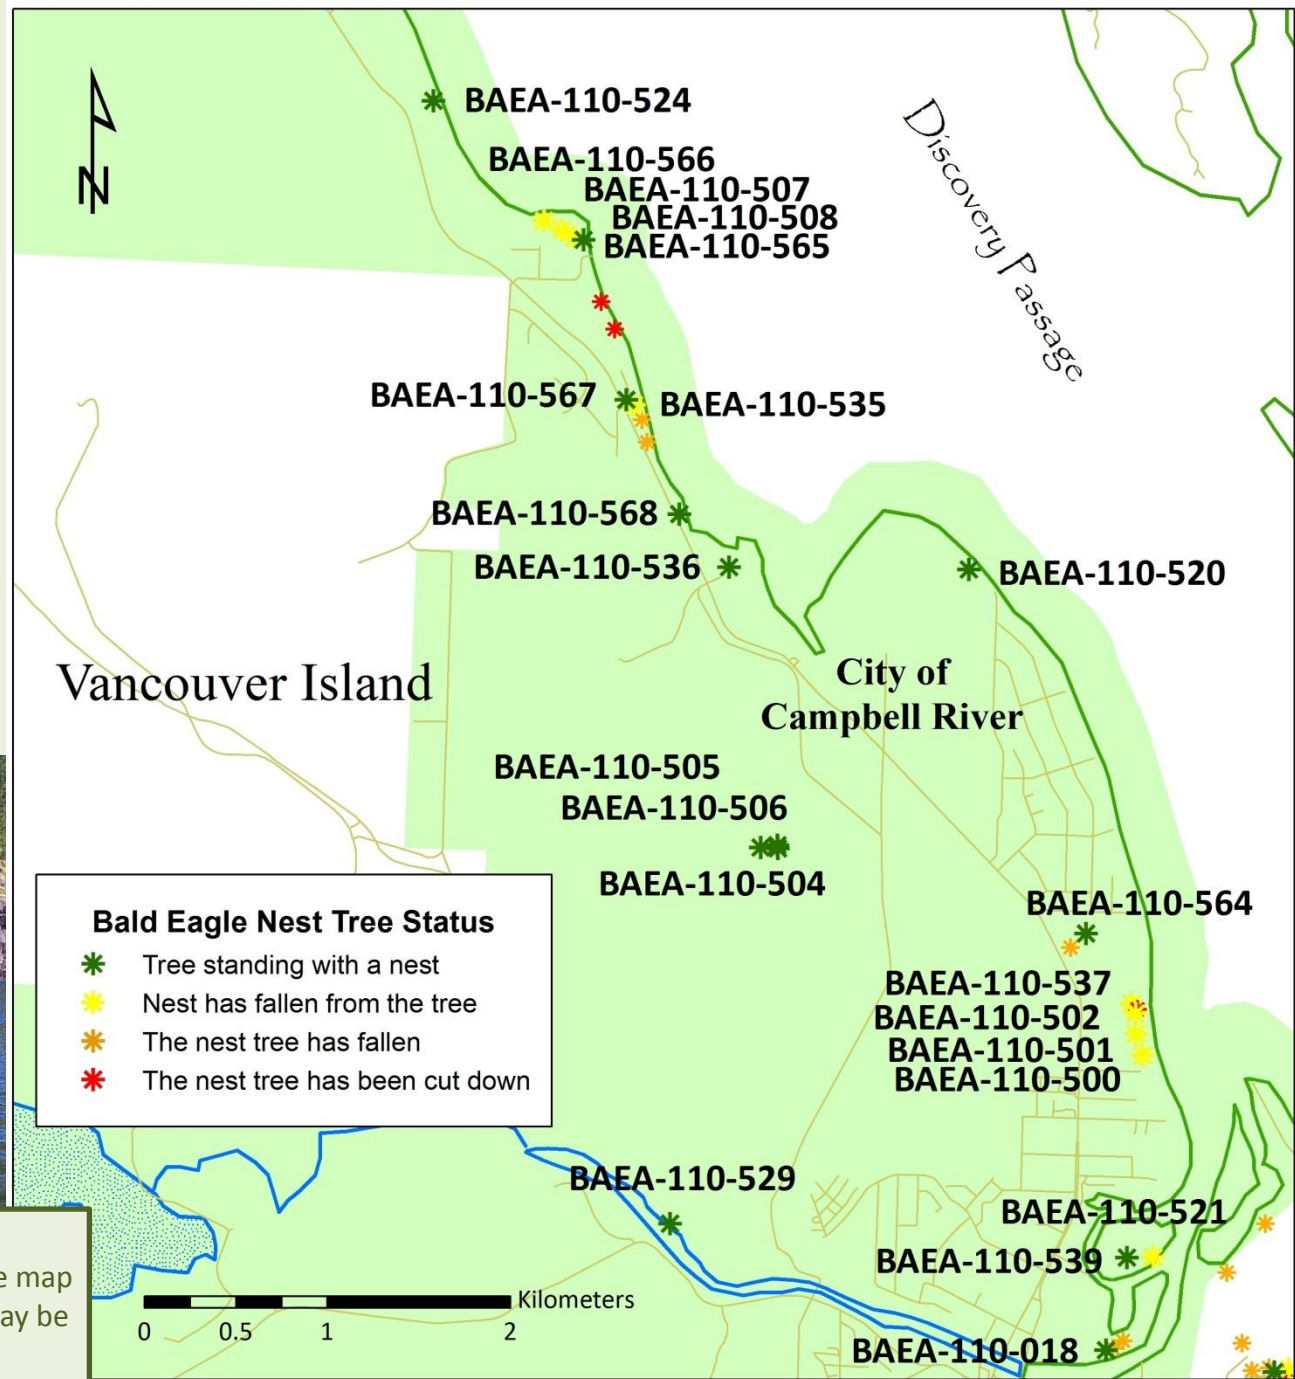 N
BAEA-110-524
BAEA-110-566
BAEA-110-507
BAEA-110-508
BAEA-110-565
Discovery Passage
BAEA-110-567
BAEA-110-535
BAEA-110-568
BAEA-110-536
BAEA-110-520
Vancouver Island
City of
Campbell River
BAEA-110-505
BAEA-110-506
BAEA-110-504
BAEA-110-564
Bald Eagle Nest Tree Status
Tree standing with a nest
Nest has fallen from the tree
The nest tree has fallen
The nest tree has been cut down
BAEA-110-537
BAEA-110-502
BAEA-110-501
BAEA-110-500
BAEA-110-529
BAEA-110-521
BAEA-110-539
e map
ay be
Kilometers
0 0.5 1 2
BAEA-110-018